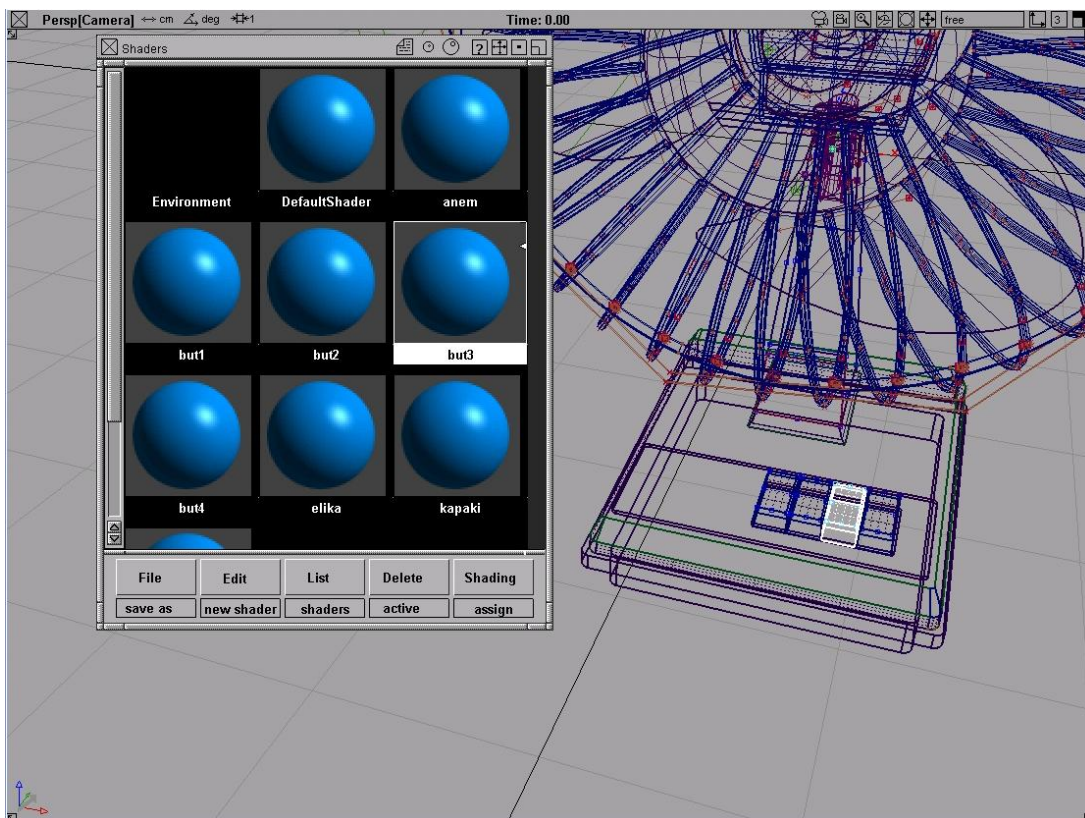 Persp[Camera] cm deg 1 Time: 0.00 free 3
Shaders ?
Environment DefaultShader anem
but1 but2 but3
but4 elika kapaki
File Edit List Delete Shading
save as new shader shaders active assign
x